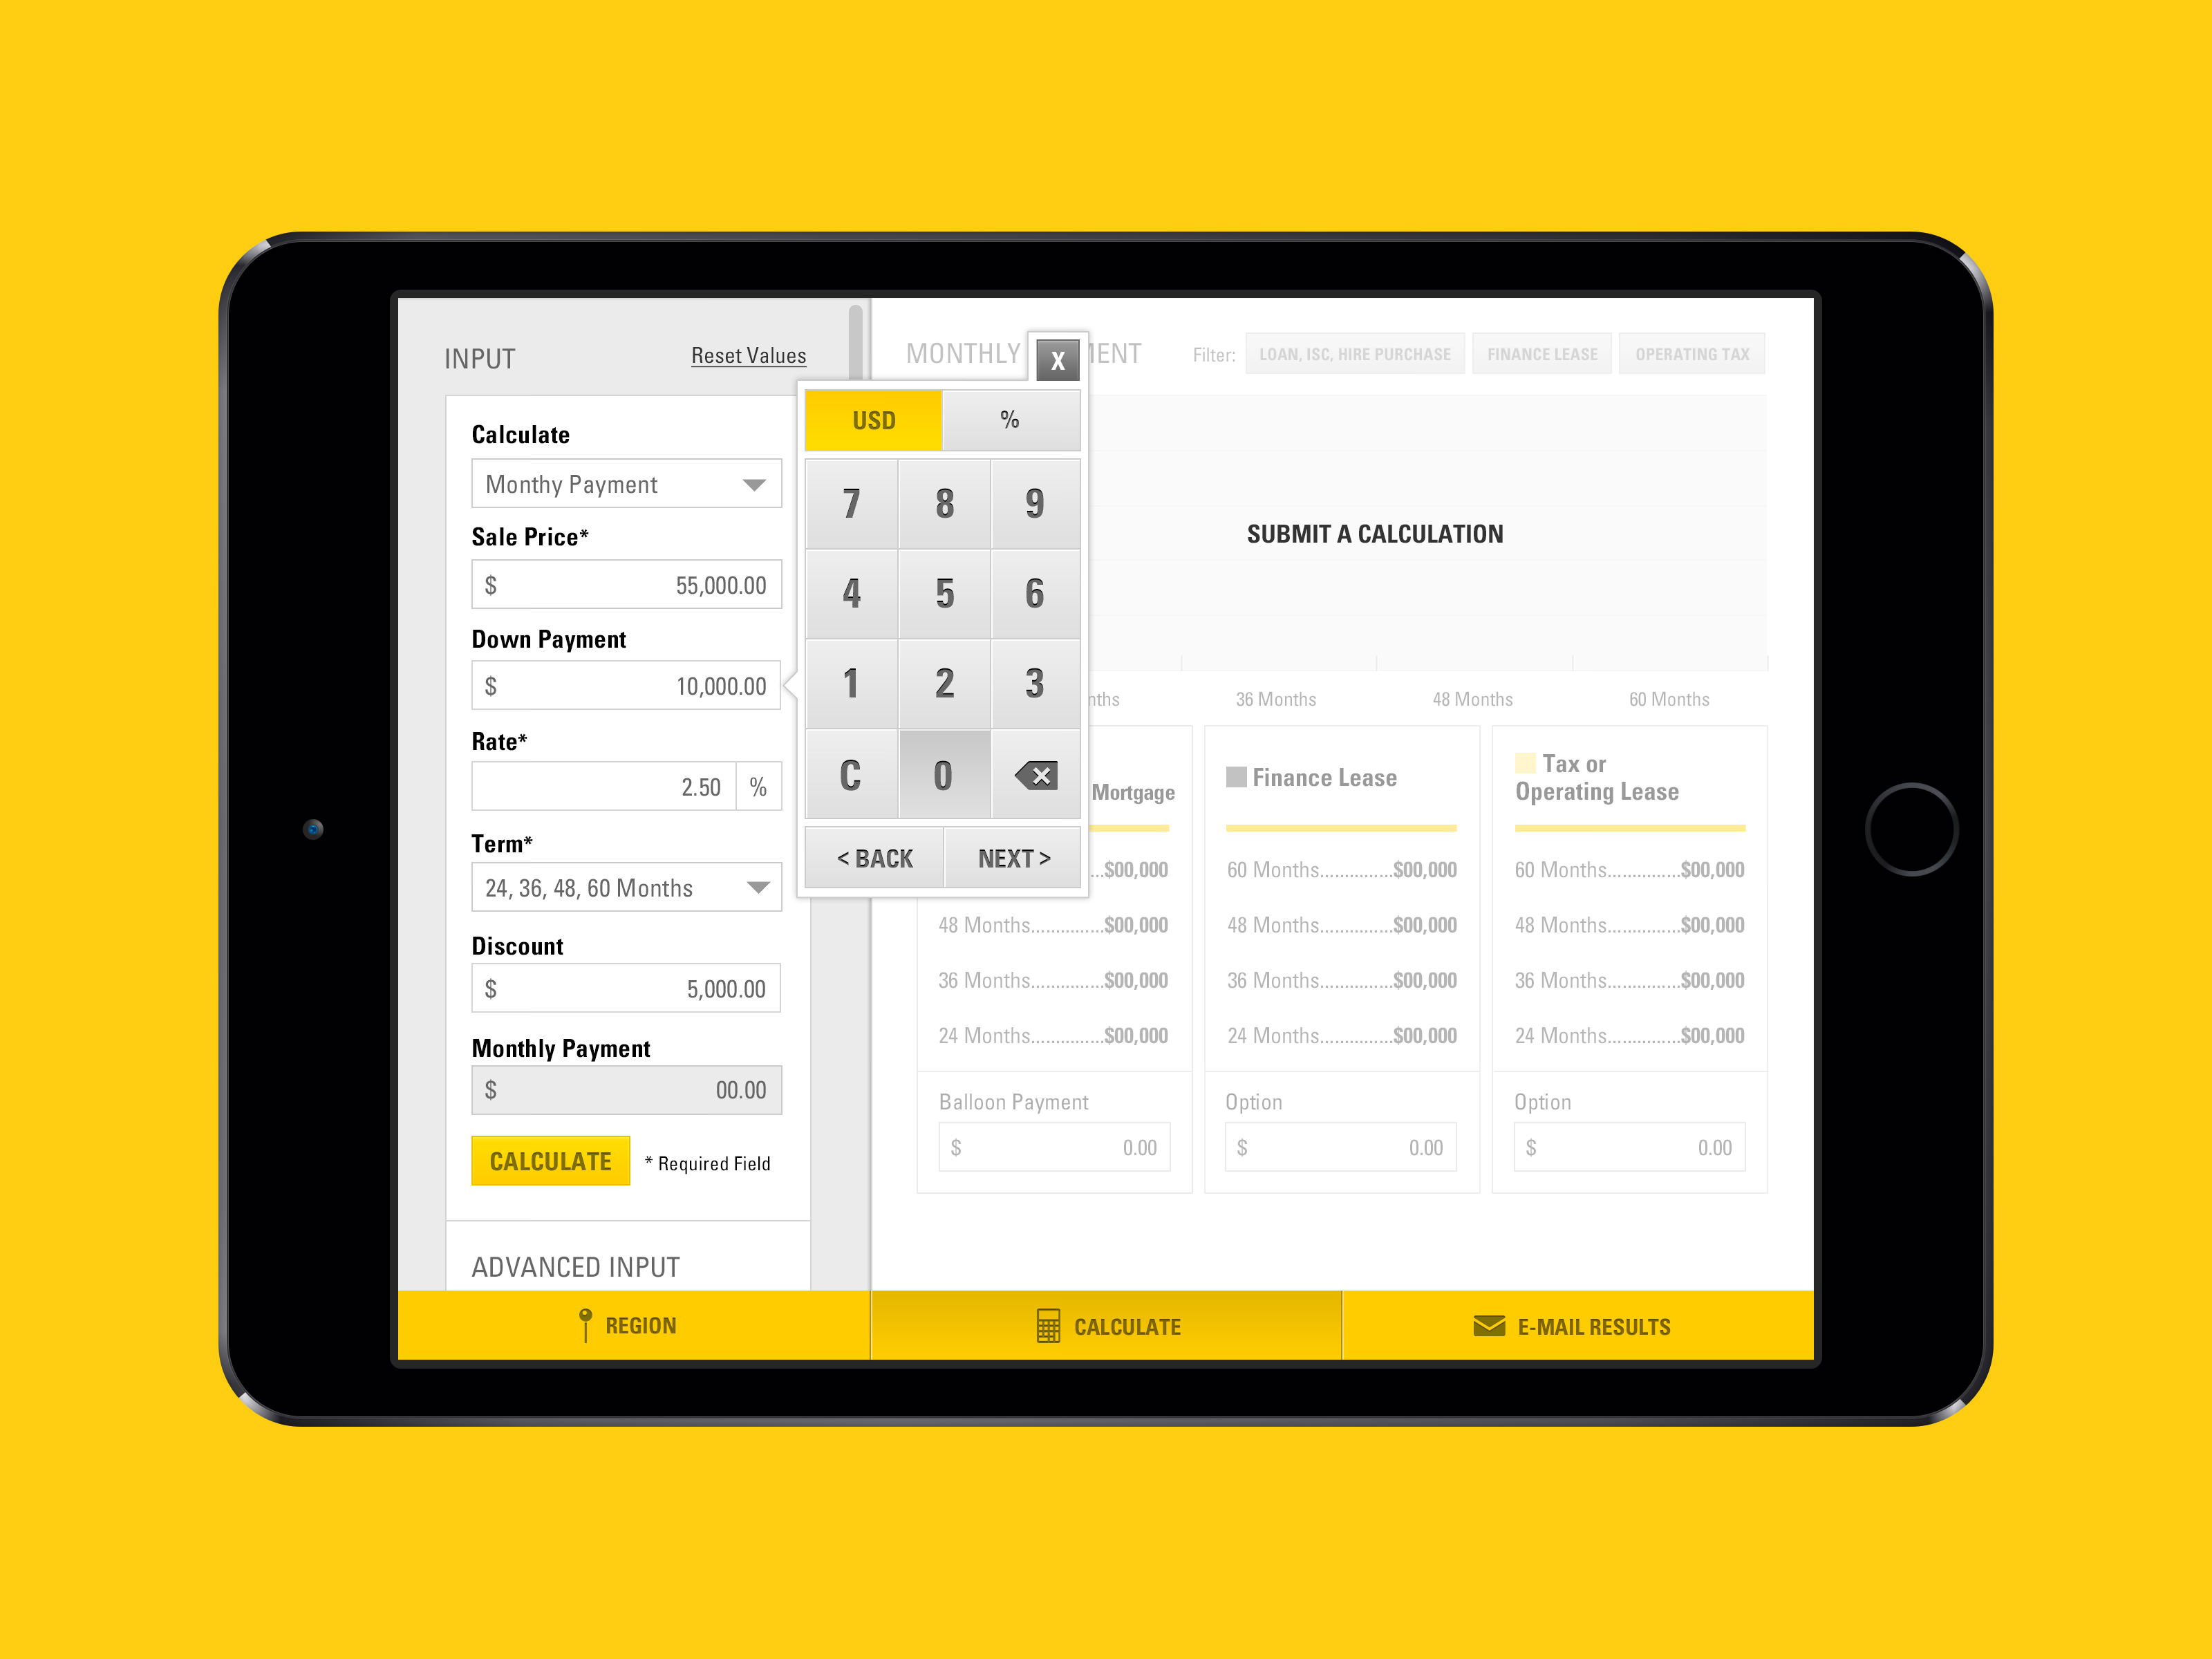 INPUT
Reset Values
Calculate
Monthy Payment
Sale Price*
$ 55,000.00
Down Payment
$ 10,000.00
Rate*
2.50 %
Term*
24, 36, 48, 60 Months
Discount
$ 5,000.00
Monthly Payment
$ 00.00
CALCULATE * Required Field
ADVANCED INPUT
X
USD %
7 8 9
4 5 6
1 2 3
C 0
< BACK NEXT >
MONTHLY
Filter: LOAN, ISC, HIRE PURCHASE FINANCE LEASE OPERATING TAX
SUBMIT A CALCULATION
36 Months 48 Months 60 Months
Mortgage
...$00,000
48 Months..............$00,000
36 Months..............$00,000
24 Months..............$00,000
Balloon Payment
$ 0.00
Finance Lease
60 Months..............$00,000
48 Months..............$00,000
36 Months..............$00,000
24 Months..............$00,000
Option
$ 0.00
Tax or
Operating Lease
60 Months..............$00,000
48 Months..............$00,000
36 Months..............$00,000
24 Months..............$00,000
Option
$ 0.00
REGION
CALCULATE
E-MAIL RESULTS